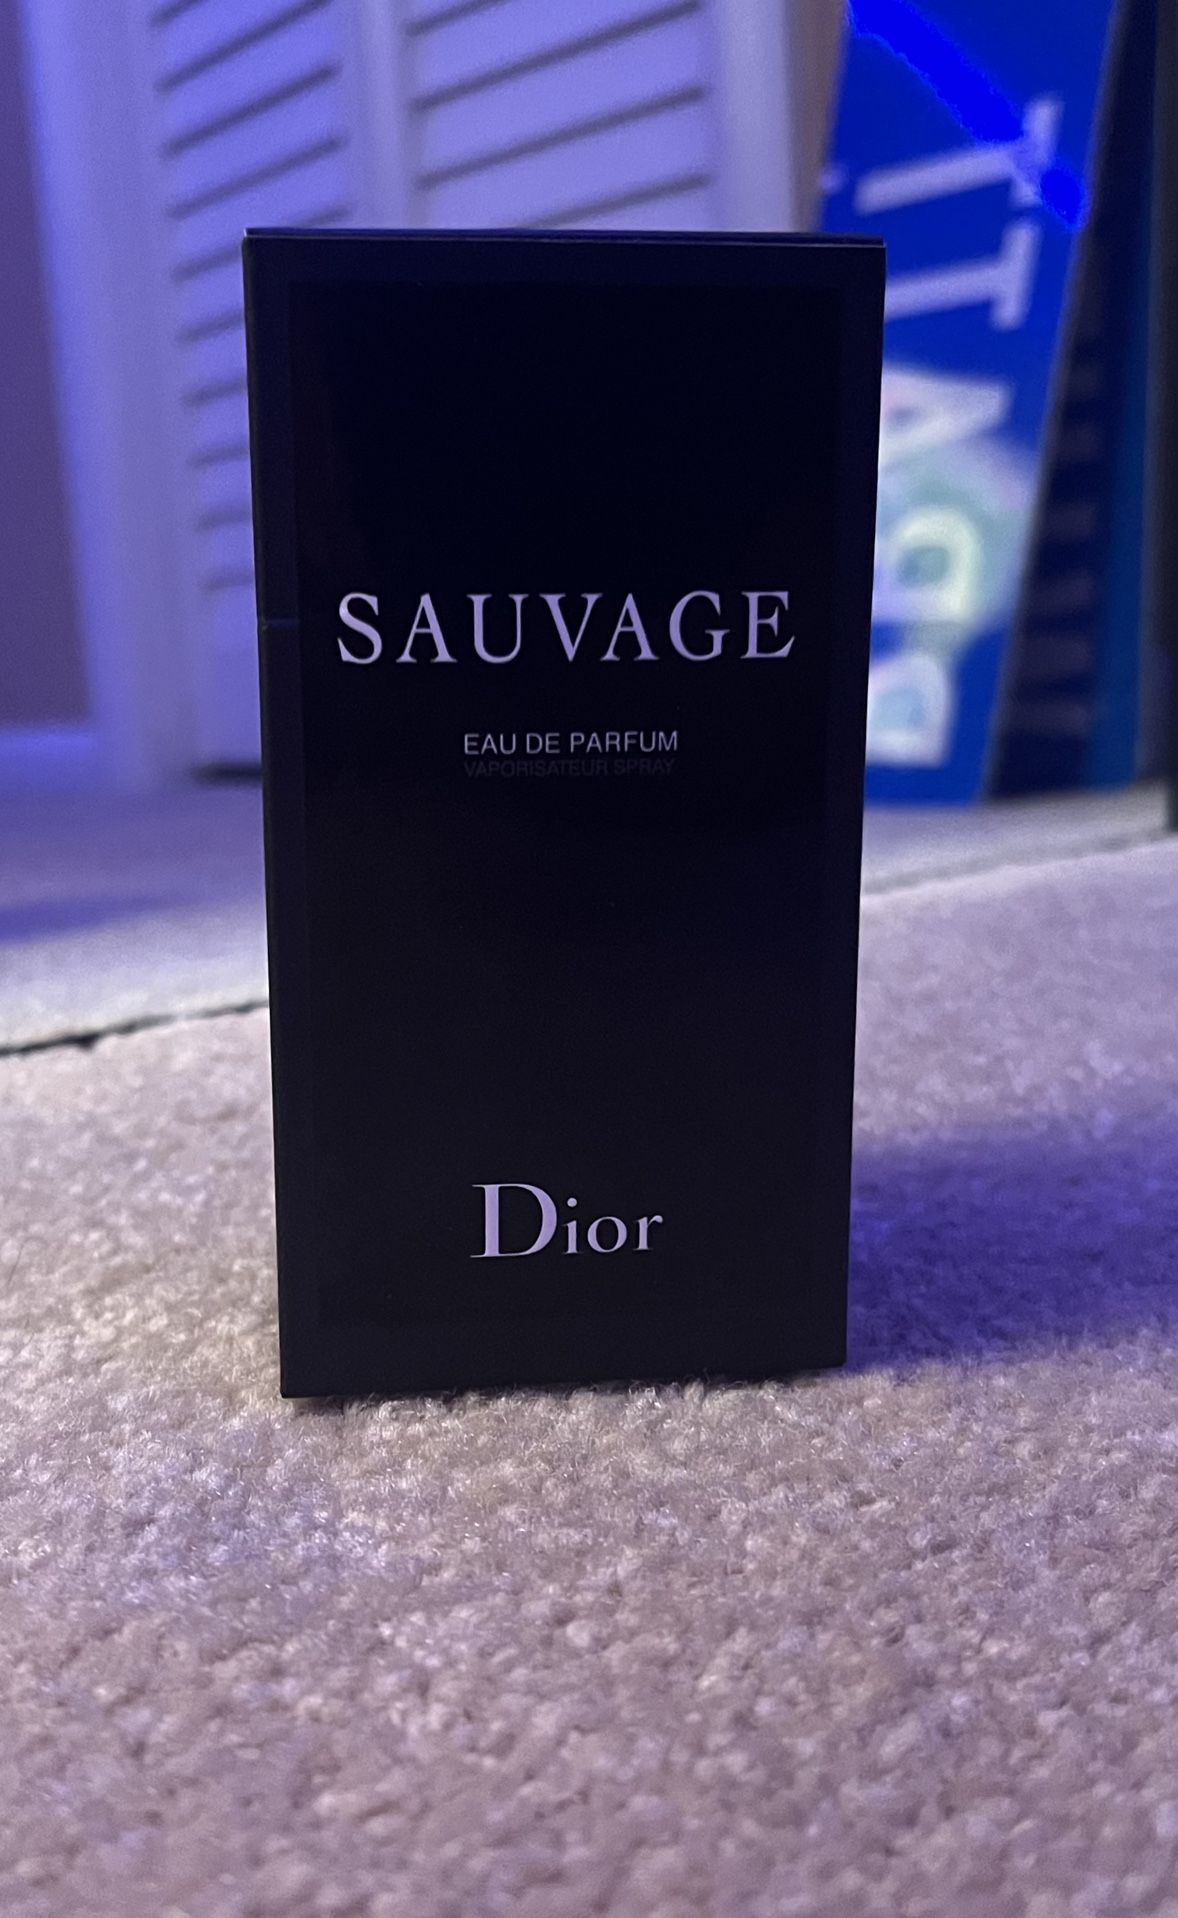 SAUVAGE
EAU DE PARFUM
VAPORISATEUR SPRAY
Dior